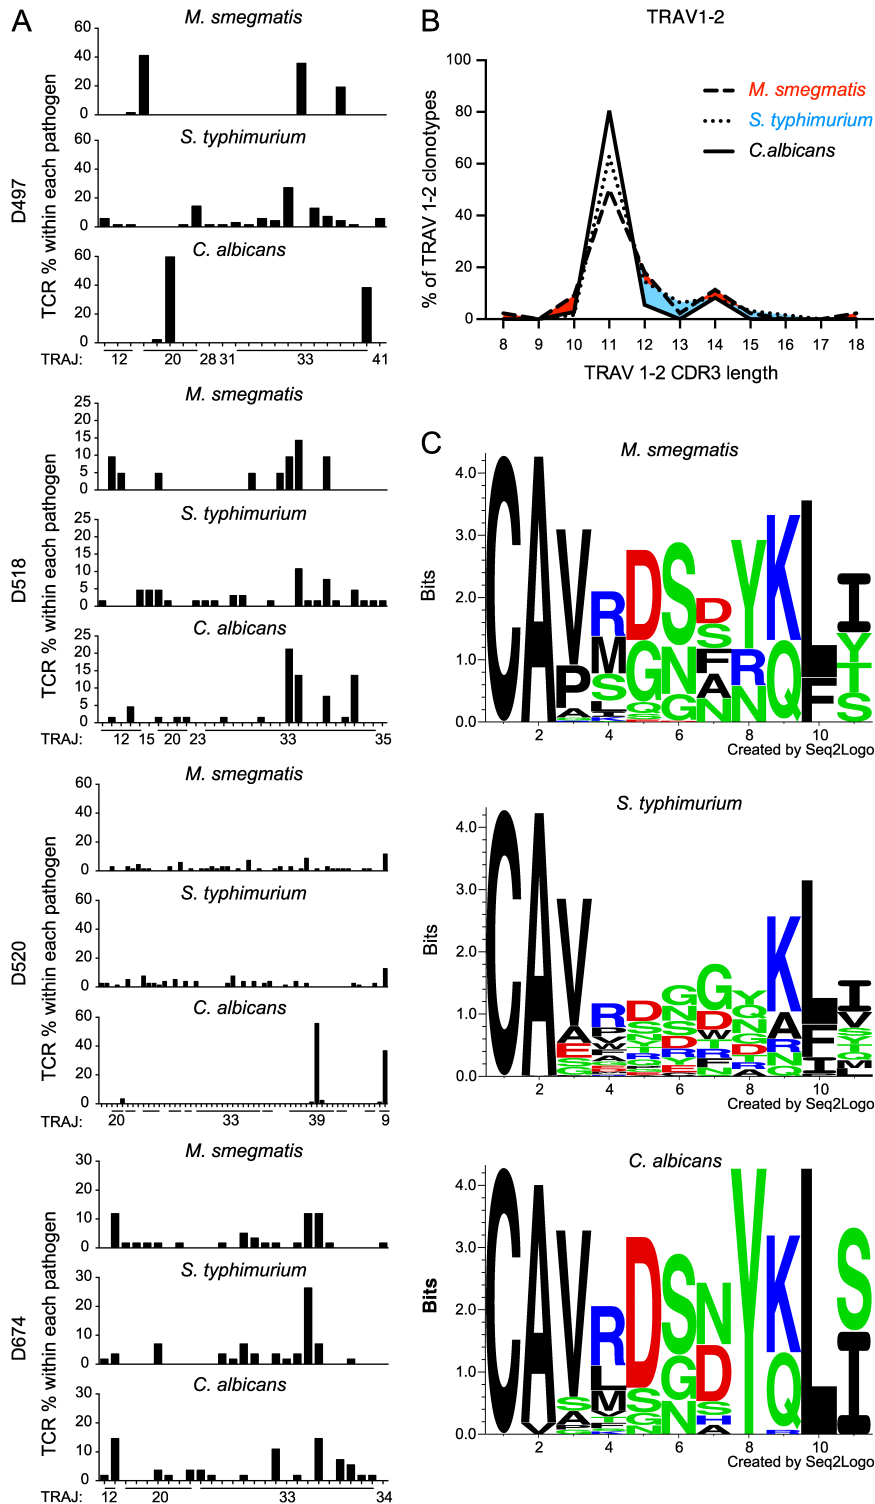 A
M. smegmatis
60
40
20
0
S. typhimurium
60
40
20
0
C. albicans
60
40
20
0
TRAJ: 12 20 28 31 33 41
D497
TCR % within each pathogen
M. smegmatis
25
20
15
10
5
0
S. typhimurium
25
20
15
10
5
0
C. albicans
25
20
15
10
5
0
TRAJ: 12 15 20 23 33 35
D518
TCR % within each pathogen
M. smegmatis
60
40
20
0
S. typhimurium
60
40
20
0
C. albicans
60
40
20
0
TRAJ: 20 33 39 9
D520
TCR % within each pathogen
M. smegmatis
30
20
10
0
S. typhimurium
30
20
10
0
C. albicans
30
20
10
0
TRAJ: 12 20 33 34
D674
TCR % within each pathogen
B
TRAV1-2
% of TRAV 1-2 clonotypes
100
80
60
40
20
0
M. smegmatis
S. typhimurium
C.albicans
8 9 10 11 12 13 14 15 16 17 18
TRAV 1-2 CDR3 length
C
M. smegmatis
Bits
4.0
3.0
2.0
1.0
0.0
2 4 6 8 10
Created by Seq2Logo
S. typhimurium
Bits
4.0
3.0
2.0
1.0
0.0
2 4 6 8 10
Created by Seq2Logo
C. albicans
Bits
4.0
3.0
2.0
1.0
0.0
2 4 6 8 10
Created by Seq2Logo